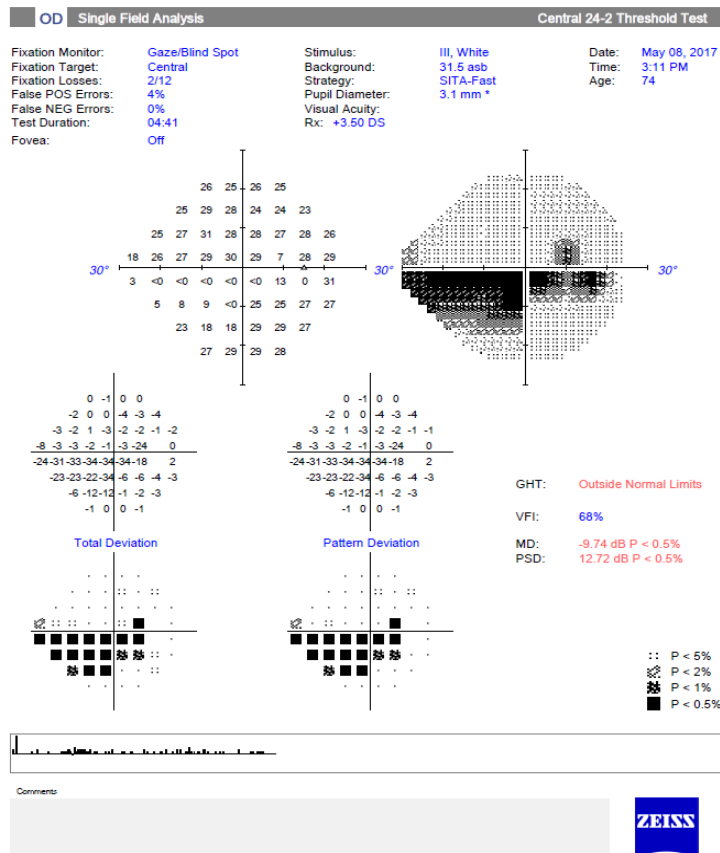 OD Single Field Analysis Central 24-2 Threshold Test
Fixation Monitor: Gaze/Blind Spot Stimulus: III, White Date: May 08, 2017
Fixation Target: Central Background: 31.5 asb Time: 3:11 PM
Fixation Losses: 2/12 Strategy: SITA-Fast Age: 74
False POS Errors: 4% Pupil Diameter: 3.1 mm *
False NEG Errors: 0% Visual Acuity:
Test Duration: 04:41 Rx: +3.50 DS
Fovea: Off
26 25 26 25
25 29 28 24 24 23
25 27 31 28 28 27 28 26
18 26 27 29 30 29 7 28 29
30° 30° 30°
3 <0 <0 <0 <0 <0 13 0 31
5 8 9 <0 25 25 27 27
23 18 18 29 29 27
27 29 29 28
0 -1 0 0 0 -1 0 0
-2 0 0 -4 -3 -4 -2 0 0 -4 -3 -4
-3 -2 1 -3 -2 -2 -1 -2 -3 -2 1 -3 -2 -2 -1 -1
-8 -3 -3 -2 -1 -3 -24 0 -8 -3 -3 -2 -1 -3 -24 0
-24 -31 -33 -34 -34 -34 -18 2 -24 -31 -33 -34 -34 -34 -18 2
-23 -23 -22 -34 -6 -6 -4 -3 -23 -23 -22 -34 -6 -6 -4 -3
-6 -12 -12 -1 -2 -3 -6 -12 -12 -1 -2 -3
-1 0 0 -1 -1 0 0 -1
GHT: Outside Normal Limits
VFI: 68%
Total Deviation Pattern Deviation
MD: -9.74 dB P < 0.5%
PSD: 12.72 dB P < 0.5%
P < 5%
P < 2%
P < 1%
P < 0.5%
Comments
ZEISS